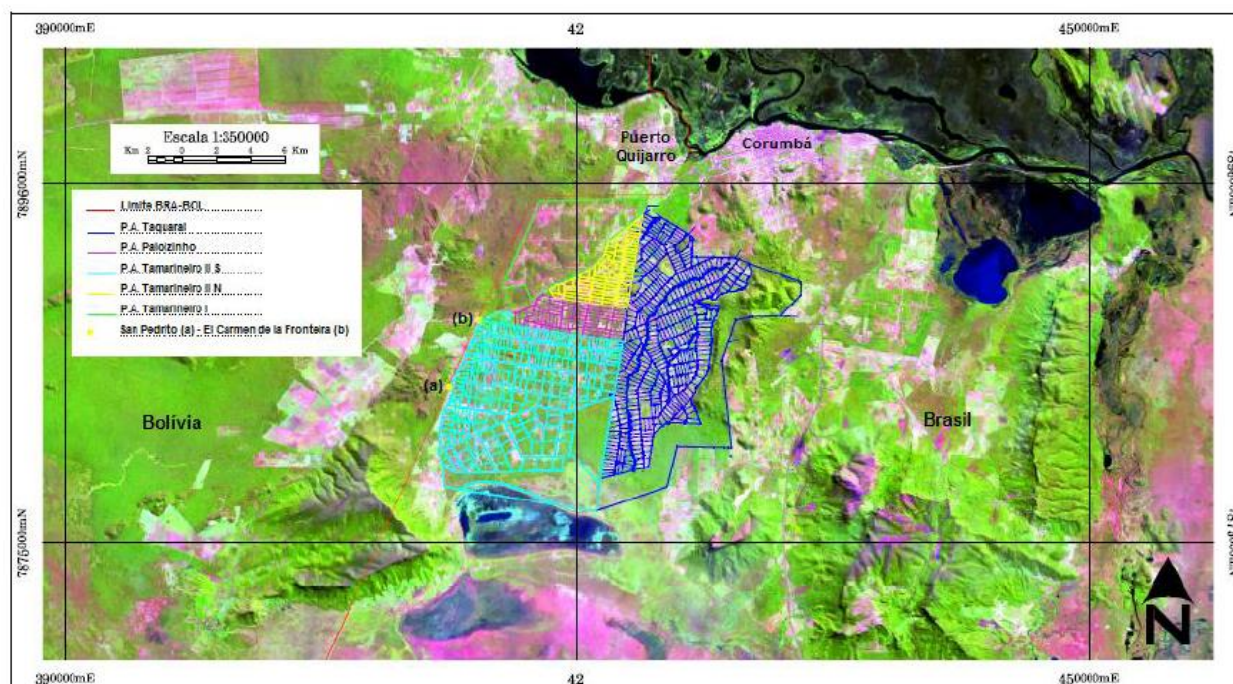 390000mE 42 450000mE
Escala 1:350000
Km 2 0 2 4 6 Km
Puerto
Quijarro
Corumbá
7896000mN
Limite BRA-BOL
P.A. Taquaral
P.A. Paiolzinho
P.A. Tamarineiro II S
P.A. Tamarineiro II N
P.A. Tamarineiro I
San Pedrito (a) - El Carmen de la Fronteira (b)
(b)
(a)
Bolívia
Brasil
7875000mN
N
390000mE 42 450000mE